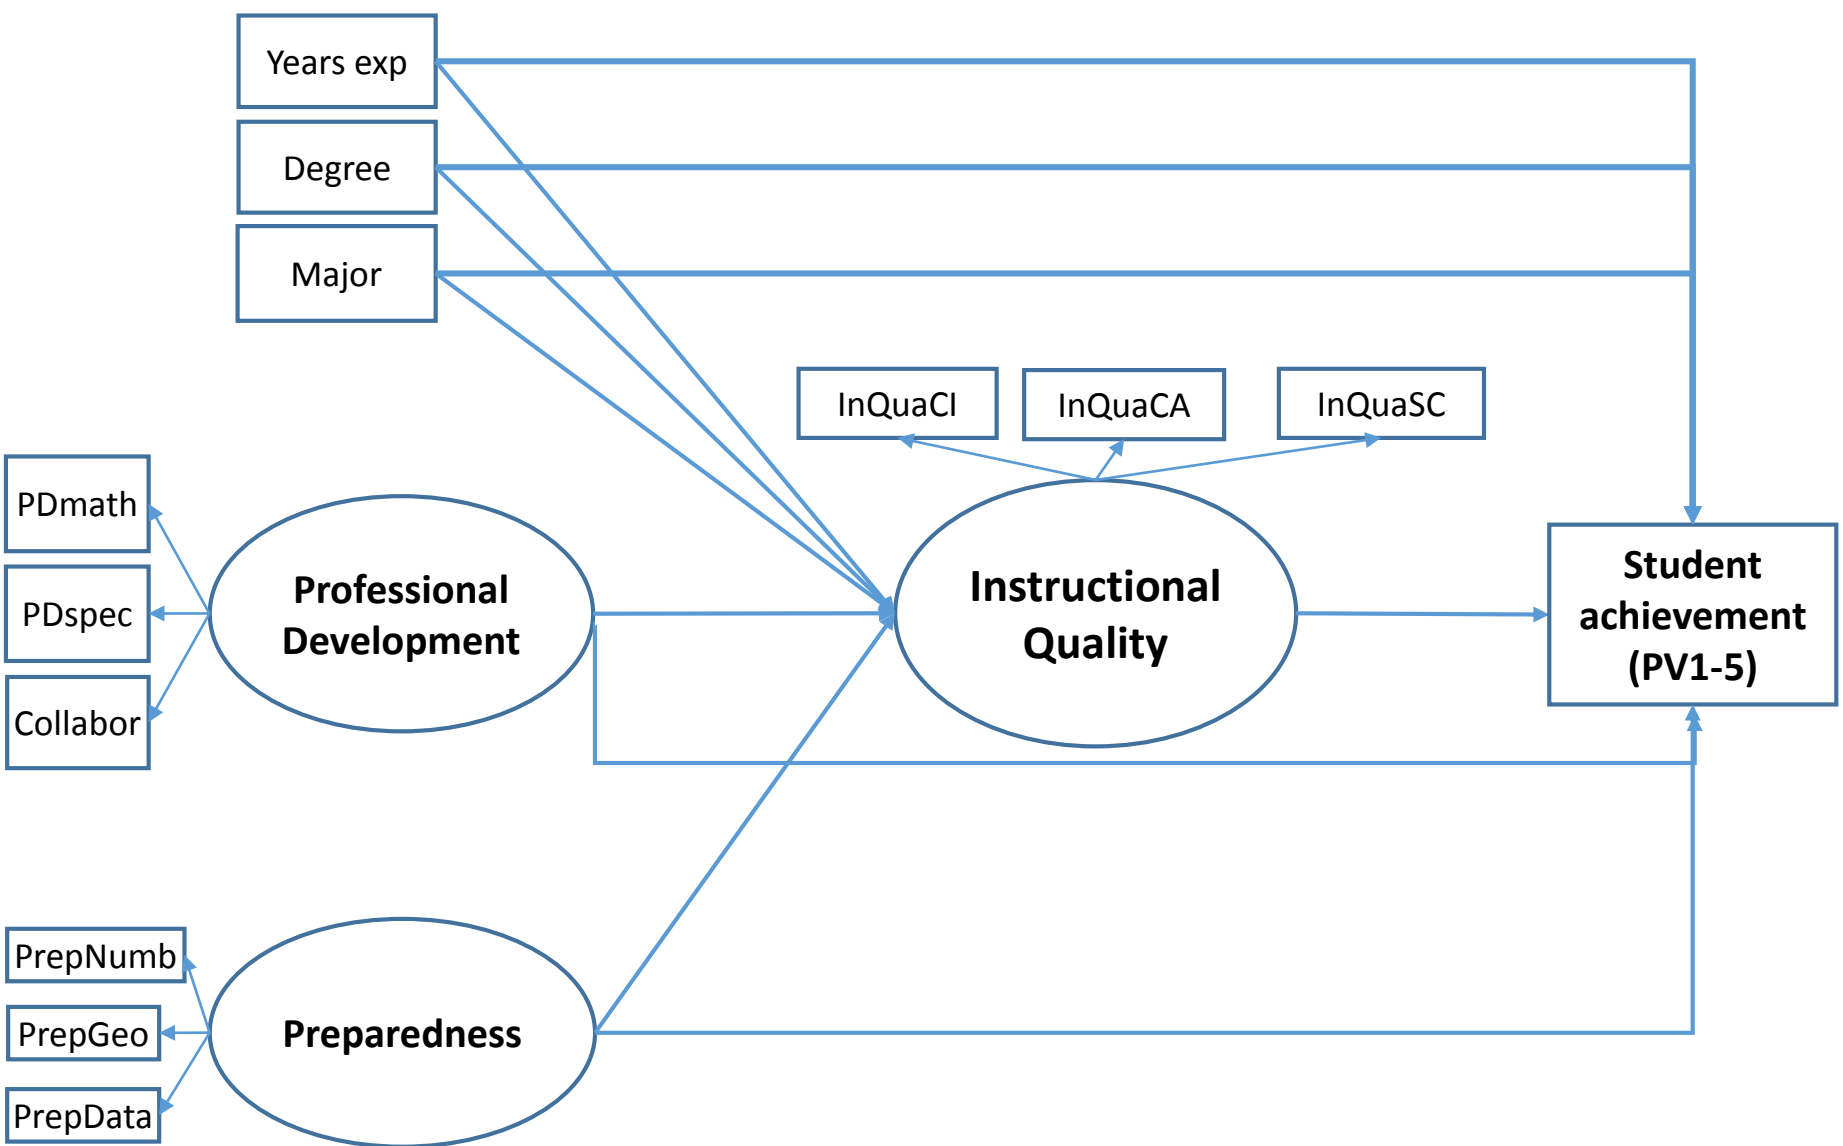 Years exp
Degree
Major
InQuaCI
InQuaCA
InQuaSC
PDmath
PDspec
Collabor
Professional
Development
Instructional
Quality
Student
achievement
(PV1-5)
PrepNumb
PrepGeo
PrepData
Preparedness